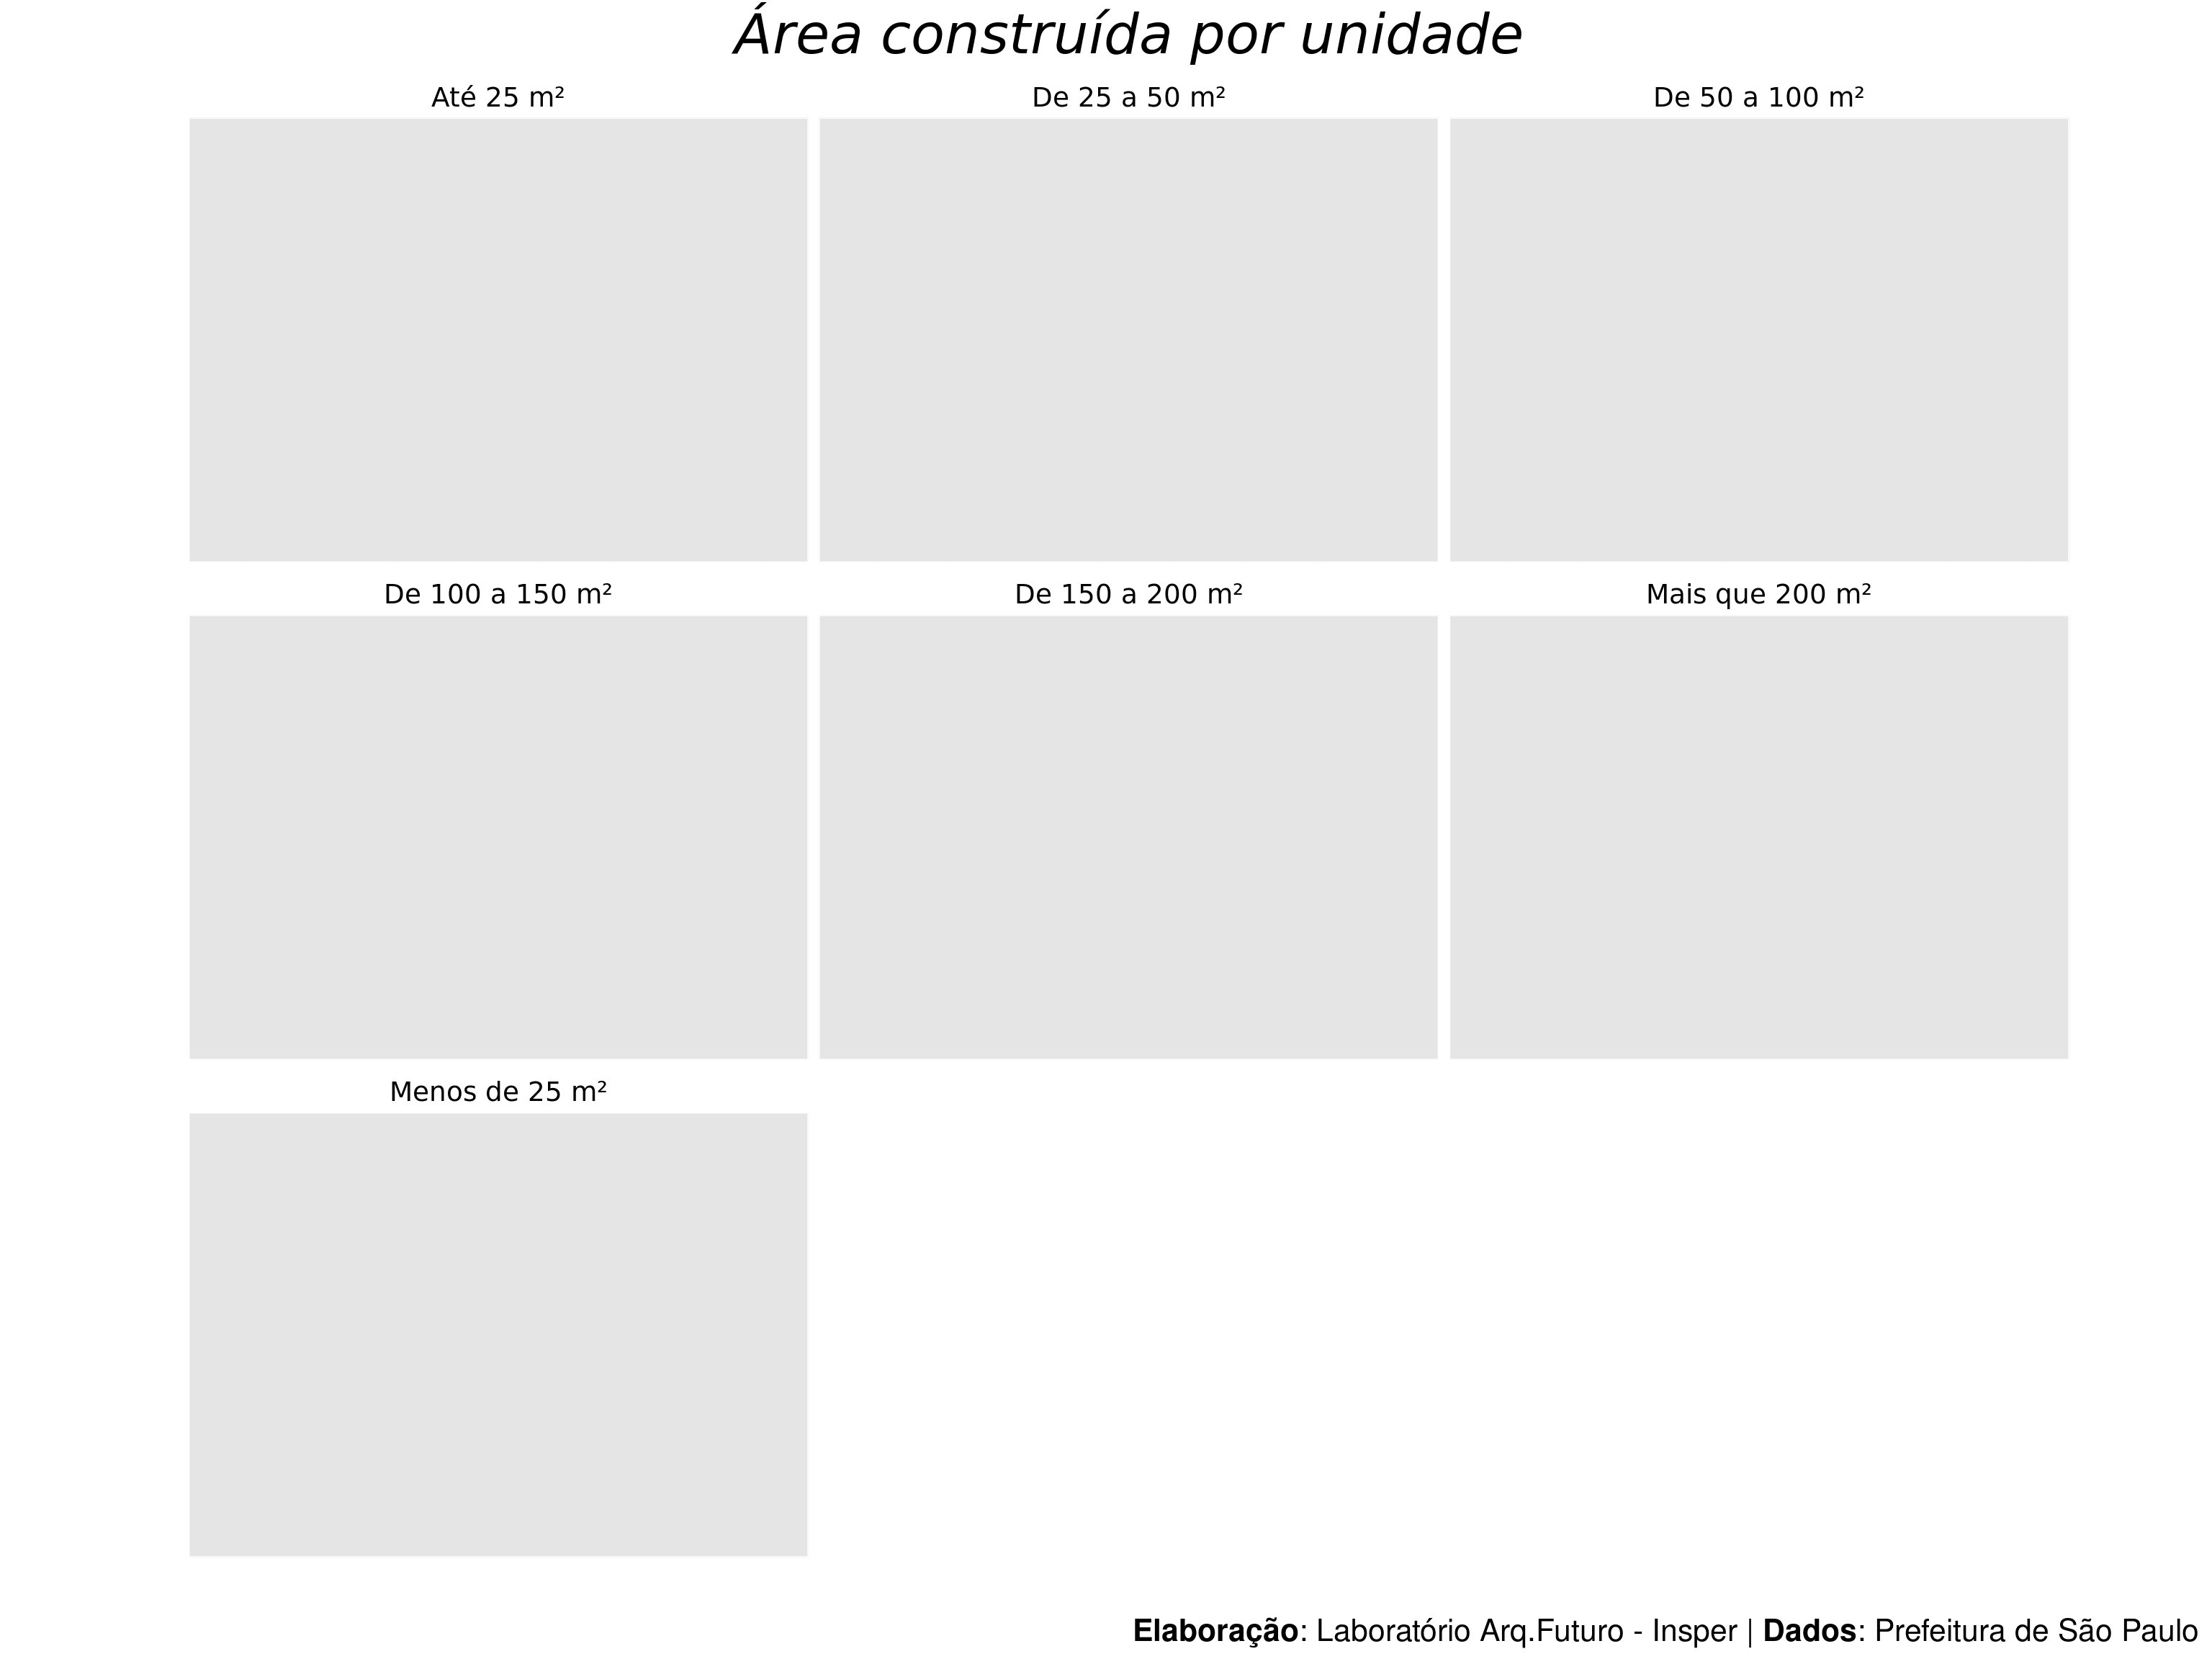 Área construída por unidade
Até 25 m²
De 25 a 50 m²
De 50 a 100 m²
De 100 a 150 m²
De 150 a 200 m²
Mais que 200 m²
Menos de 25 m²
Elaboração: Laboratório Arq.Futuro - Insper | Dados: Prefeitura de São Paulo